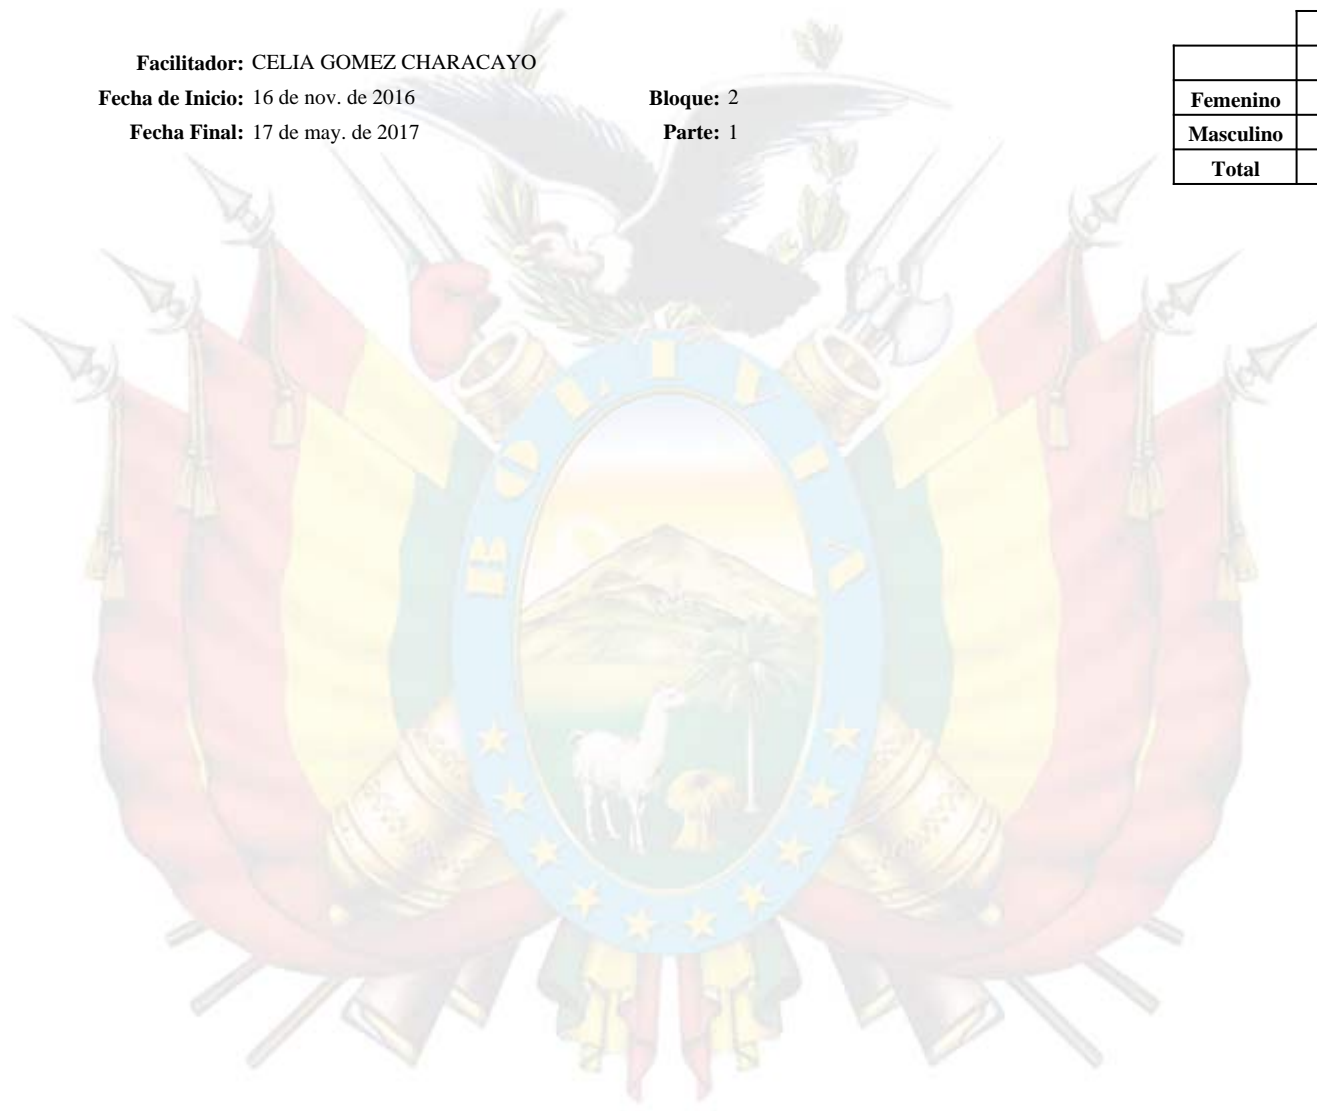 Facilitador: CELIA GOMEZ CHARACAYO
Fecha de Inicio: 16 de nov. de 2016 Bloque: 2
Fecha Final: 17 de may. de 2017 Parte: 1
Femenino
Masculino
Total
BOLIVIA